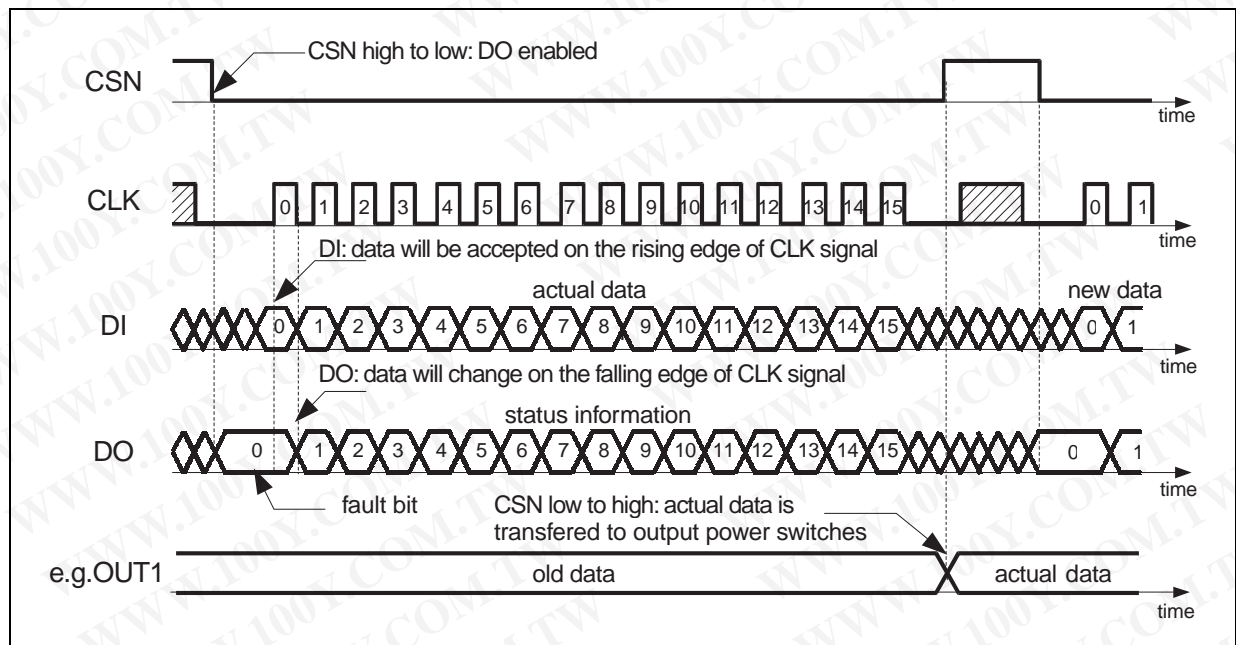 CSN high to low: DO enabled
CSN
time
CLK
0 1 2 3 4 5 6 7 8 9 10 11 12 13 14 15 0 1
time
DI: data will be accepted on the rising edge of CLK signal
actual data new data
DI
0 1 2 3 4 5 6 7 8 9 10 11 12 13 14 15 0 1
time
DO: data will change on the falling edge of CLK signal
status information
DO
0 1 2 3 4 5 6 7 8 9 10 11 12 13 14 15 0 1
time
fault bit
CSN low to high: actual data is
transfered to output power switches
e.g.OUT1
old data actual data
time
WWW.100Y.COM.TW